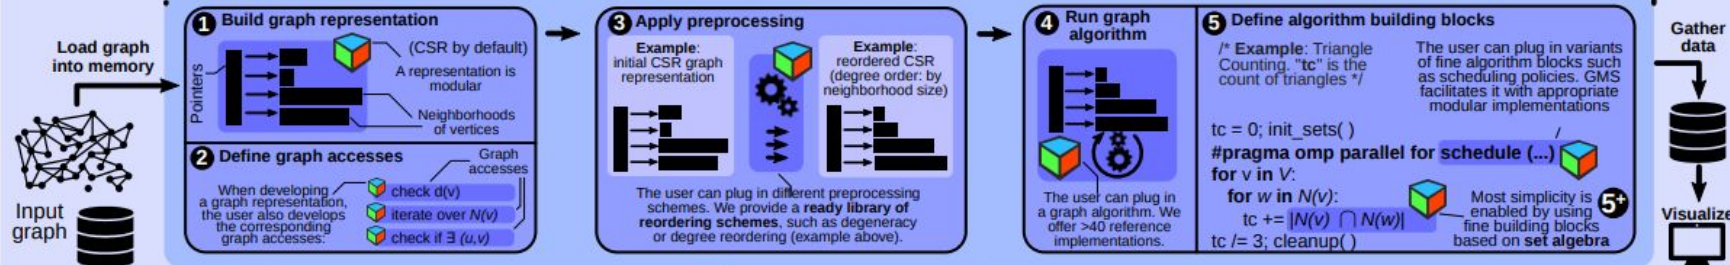 Load graph
into memory
Input
graph
1 Build graph representation
Pointers
(CSR by default)
A representation is
modular
Neighborhoods
of vertices
2 Define graph accesses
Graph
accesses
When developing
a graph representation,
the user also develops
the corresponding
graph accesses:
check d(v)
iterate over N(v)
check if ∃ (u,v)
3 Apply preprocessing
Example:
initial CSR graph
representation
Example:
reordered CSR
(degree order: by
neighborhood size)
The user can plug in different preprocessing
schemes. We provide a ready library of
reordering schemes, such as degeneracy
or degree reordering (example above).
4 Run graph
algorithm
The user can plug in
a graph algorithm. We
offer >40 reference
implementations.
5 Define algorithm building blocks
/* Example: Triangle
Counting. "tc" is the
count of triangles */
The user can plug in variants
of fine algorithm blocks such
as scheduling policies. GMS
facilitates it with appropriate
modular implementations
tc = 0; init_sets( )
#pragma omp parallel for schedule (...)
for v in V:
for w in N(v):
tc += |N(v) ∩ N(w)|
tc /= 3; cleanup( )
Most simplicity is
enabled by using
fine building blocks
based on set algebra
5+
Gather
data
Visualize